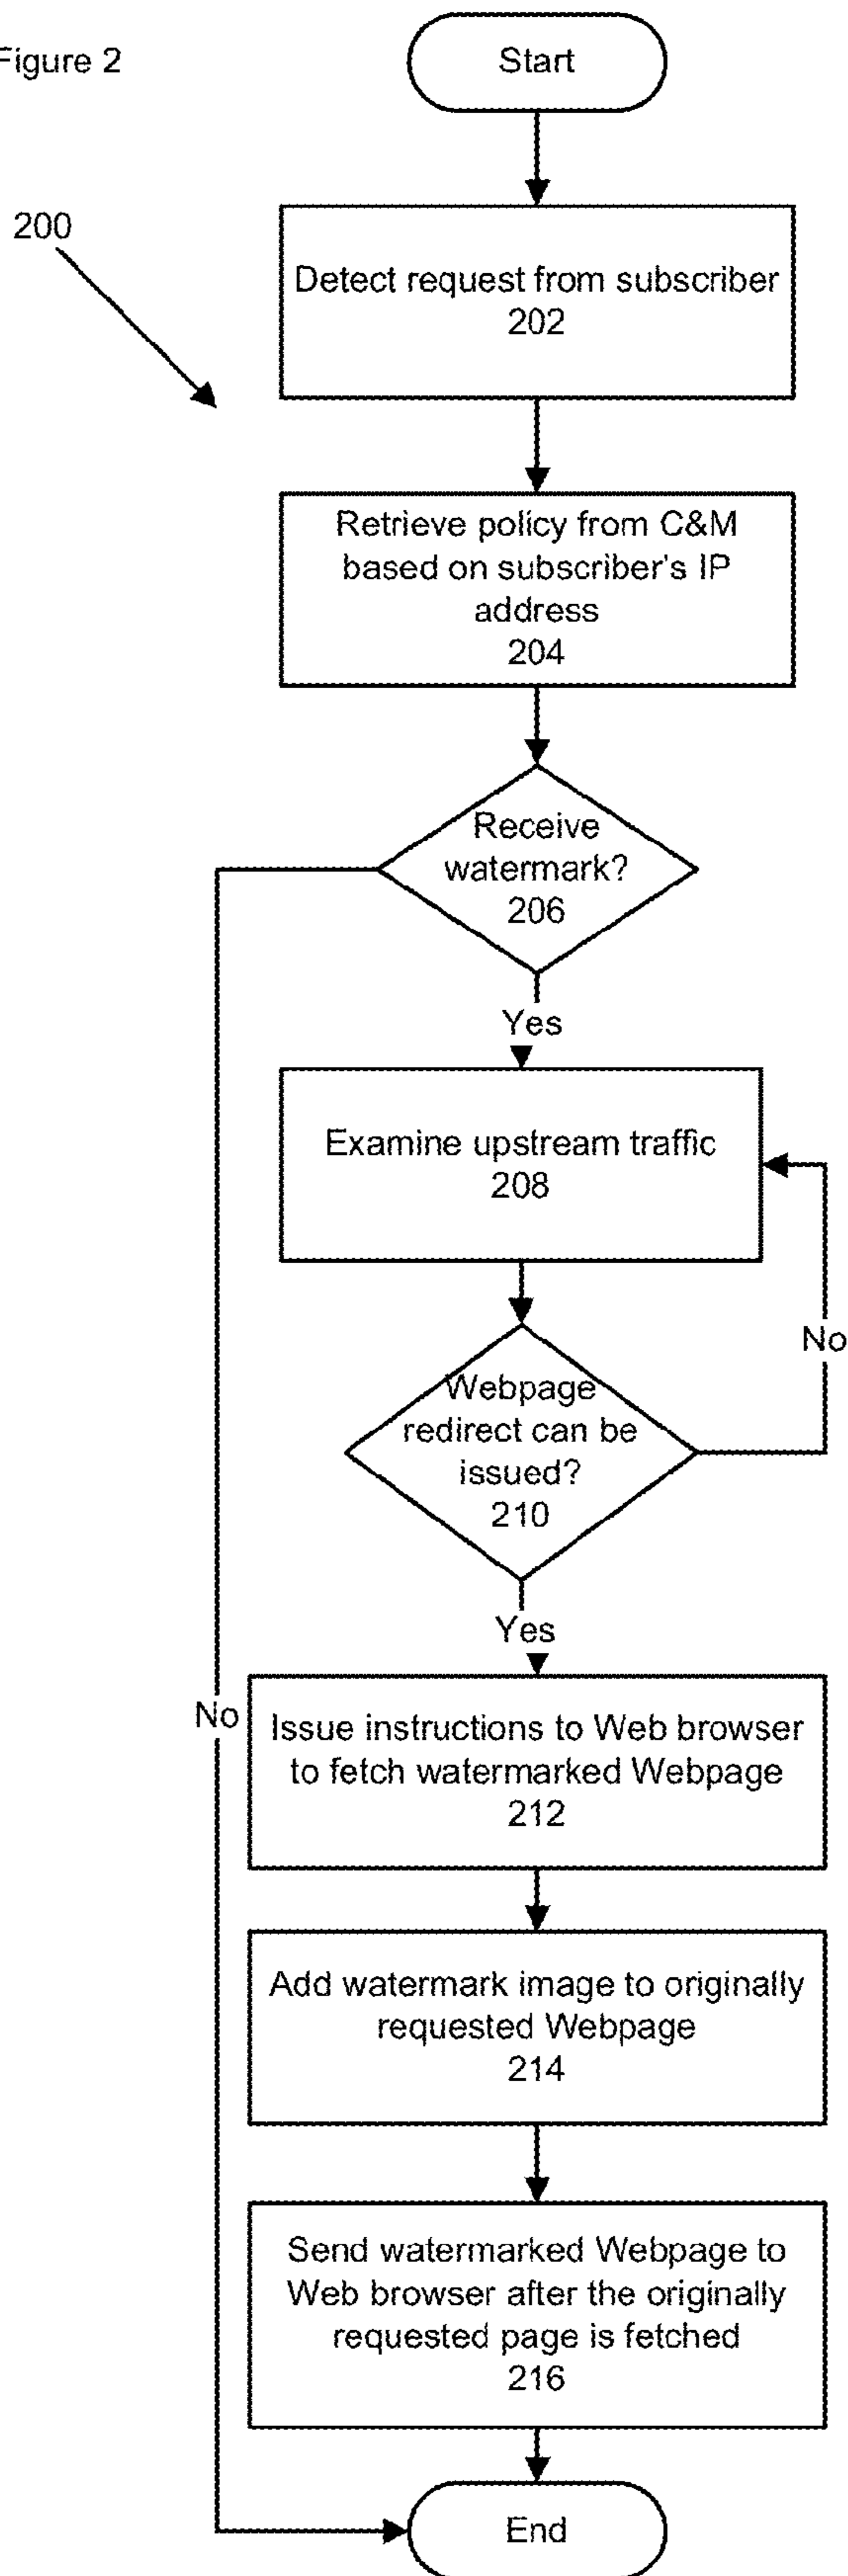 Figure 2
Start
200
Detect request from subscriber
202
Retrieve policy from C&M
based on subscriber's IP
address
204
Receive
watermark?
206
Yes
Examine upstream traffic
208
No
Webpage
redirect can be
issued?
210
Yes
No
Issue instructions to Web browser
to fetch watermarked Webpage
212
Add watermark image to originally
requested Webpage
214
Send watermarked Webpage to
Web browser after the originally
requested page is fetched
216
End